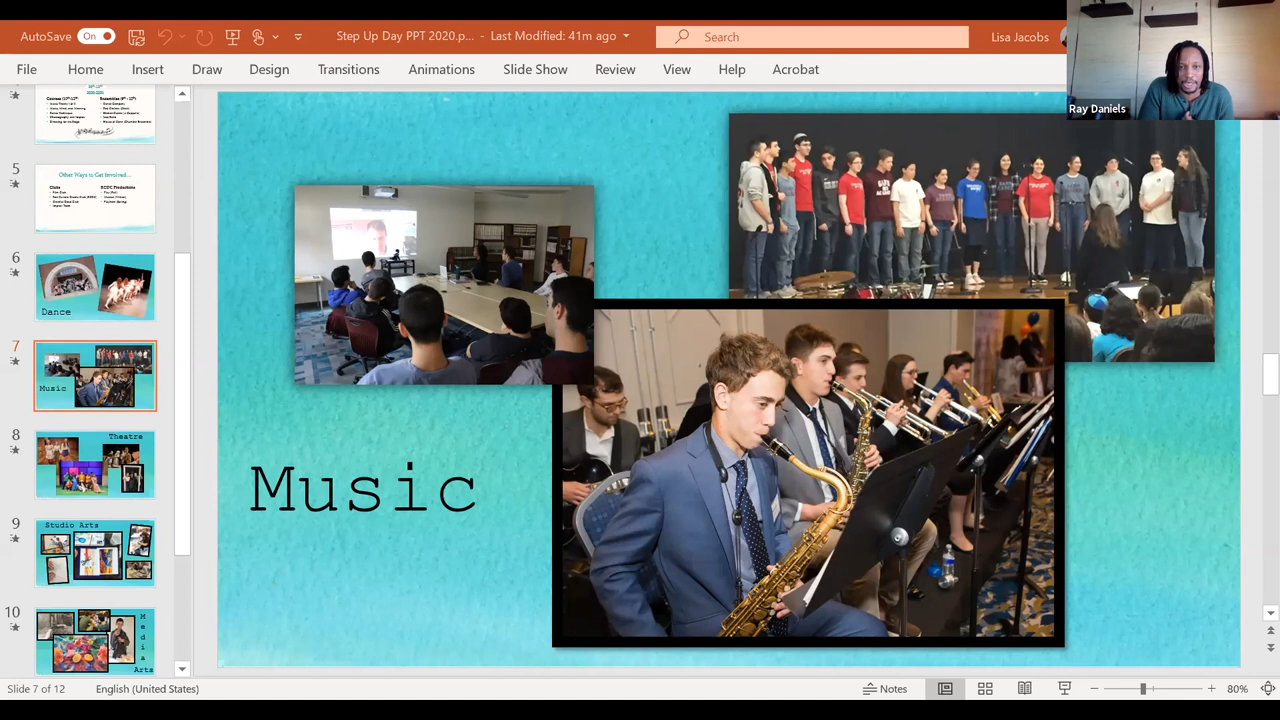 AutoSave On Step Up Day PPT 2020.p... - Last Modified: 41m ago Search Lisa Jacobs
File Home Insert Draw Design Transitions Animations Slide Show Review View Help Acrobat
Ray Daniels
5
Other Ways to Get Involved...
6
Dance
7
Music
8
Theatre
9
Studio Arts
10
Media
Arts
Music
Slide 7 of 12 English (United States) Notes 80%